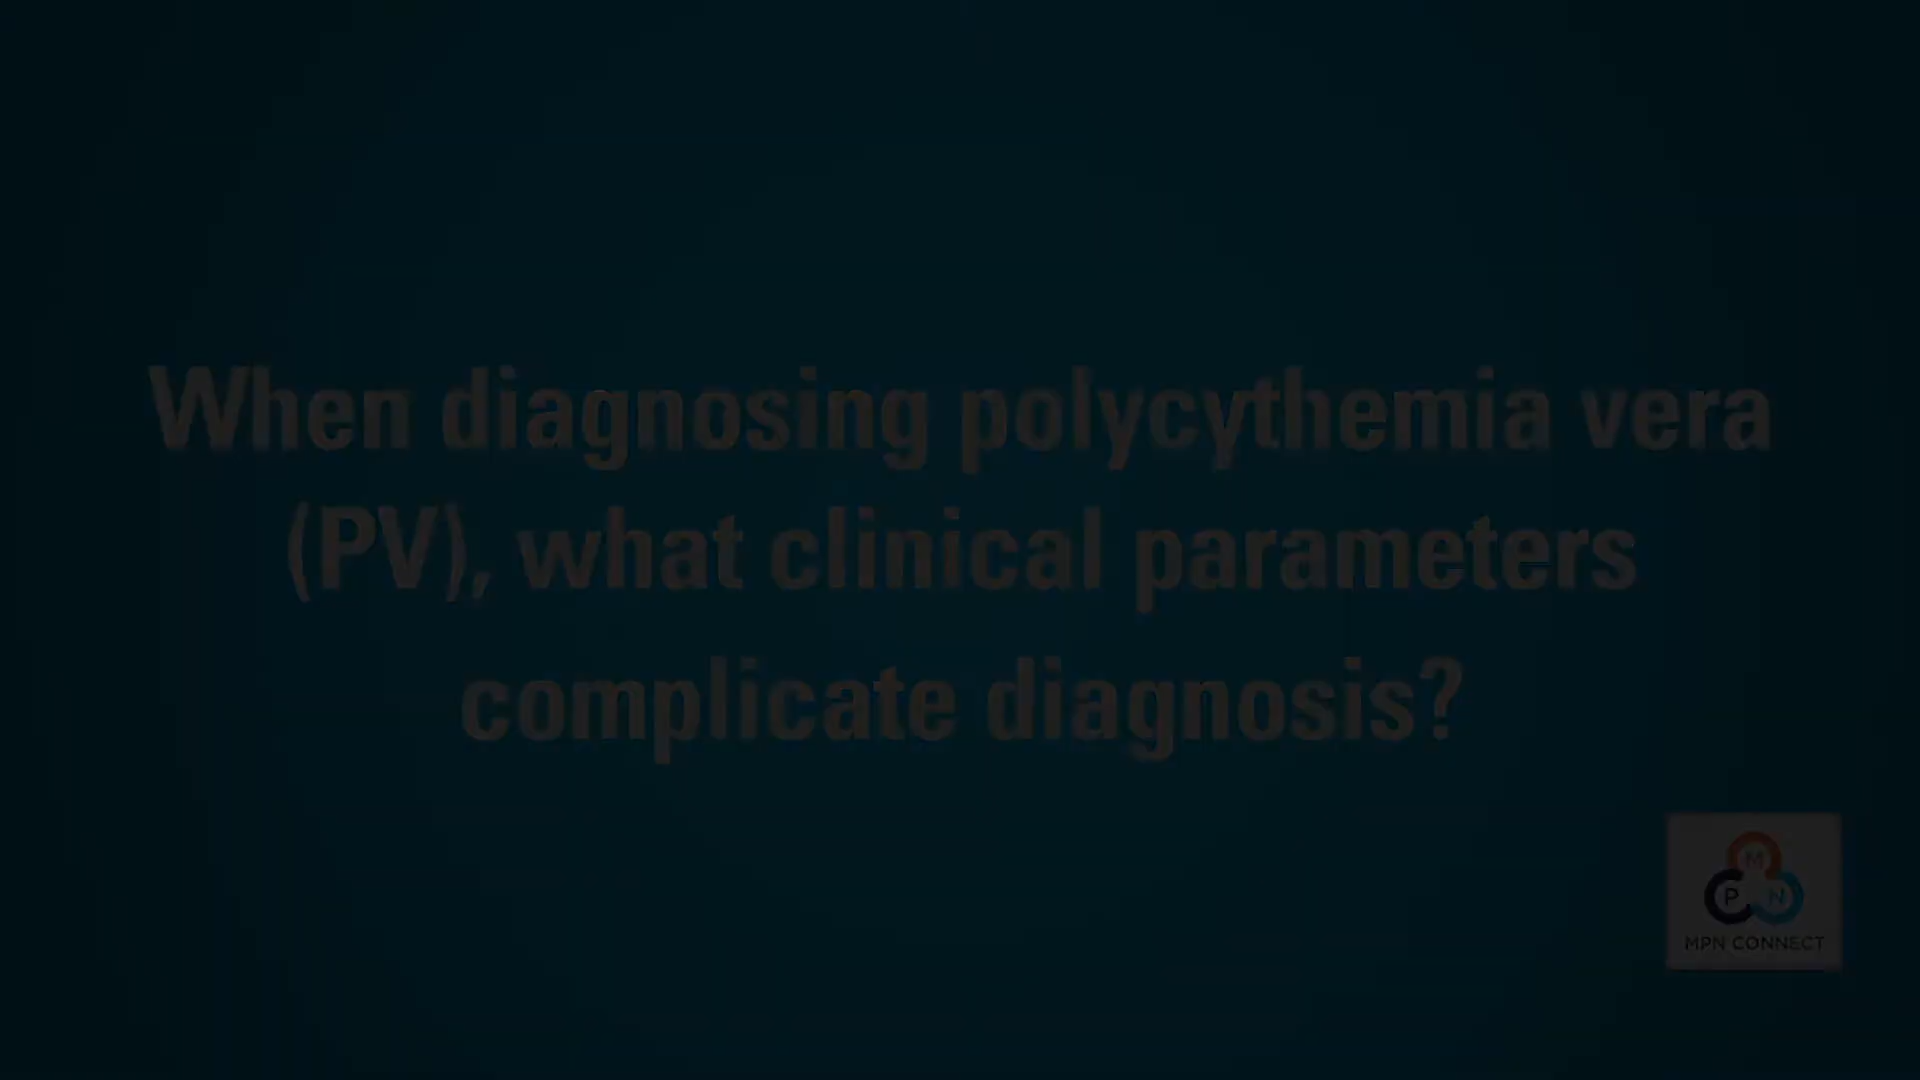 When diagnosing polycythemia vera
(PV), what clinical parameters
complicate diagnosis?
M
P N
MPN CONNECT